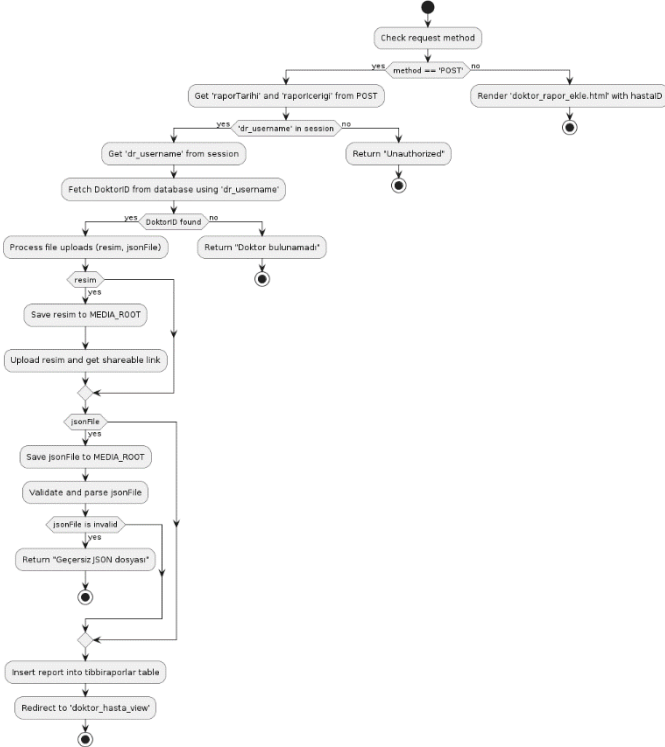 Check request method
yes
method == 'POST'
no
Get 'raporTarihi' and 'raporIcerigi' from POST
Render 'doktor_rapor_ekle.html' with hastaID
yes
'dr_username' in session
no
Get 'dr_username' from session
Return "Unauthorized"
Fetch DoktorID from database using 'dr_username'
yes
DoktorID found
no
Process file uploads (resim, jsonFile)
Return "Doktor bulunamadı"
resim
yes
Save resim to MEDIA_ROOT
Upload resim and get shareable link
jsonFile
yes
Save jsonFile to MEDIA_ROOT
Validate and parse jsonFile
jsonFile is invalid
yes
Return "Geçersiz JSON dosyası"
Insert report into tibbiraporlar table
Redirect to 'doktor_hasta_view'